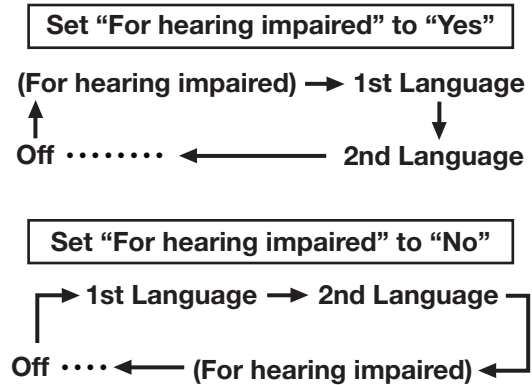 Set “For hearing impaired” to “Yes”
(For hearing impaired) 1st Language
Off ········ 2nd Language
Set “For hearing impaired” to “No”
1st Language 2nd Language
Off ···· (For hearing impaired)